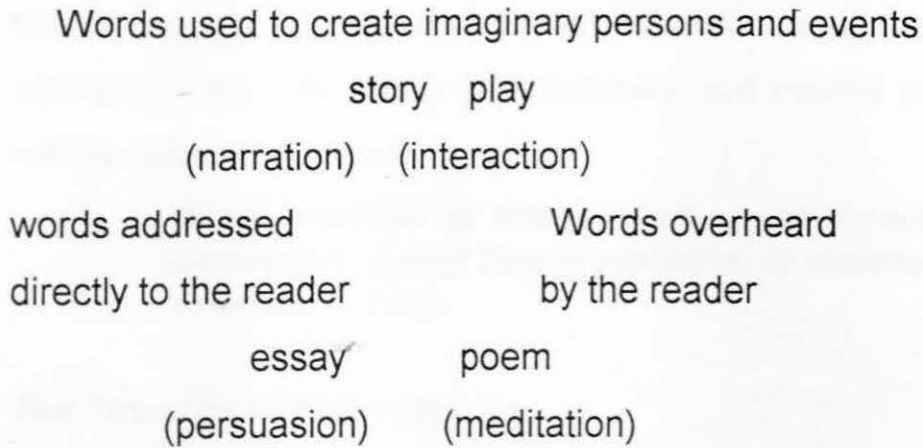 Words used to create imaginary persons and events
story play
(narration) (interaction)
words addressed Words overheard
directly to the reader by the reader
essay poem
(persuasion) (meditation)